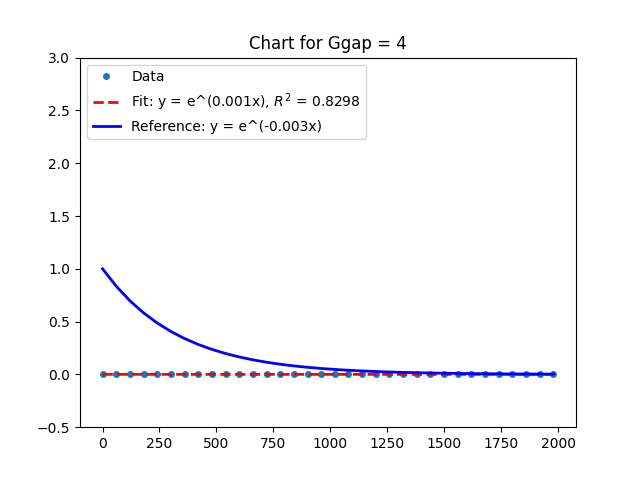 Chart for Ggap = 4
3.0
2.5
2.0
1.5
1.0
0.5
0.0
−0.5
Data
Fit: y = e^(0.001x), R² = 0.8298
Reference: y = e^(-0.003x)
0 250 500 750 1000 1250 1500 1750 2000